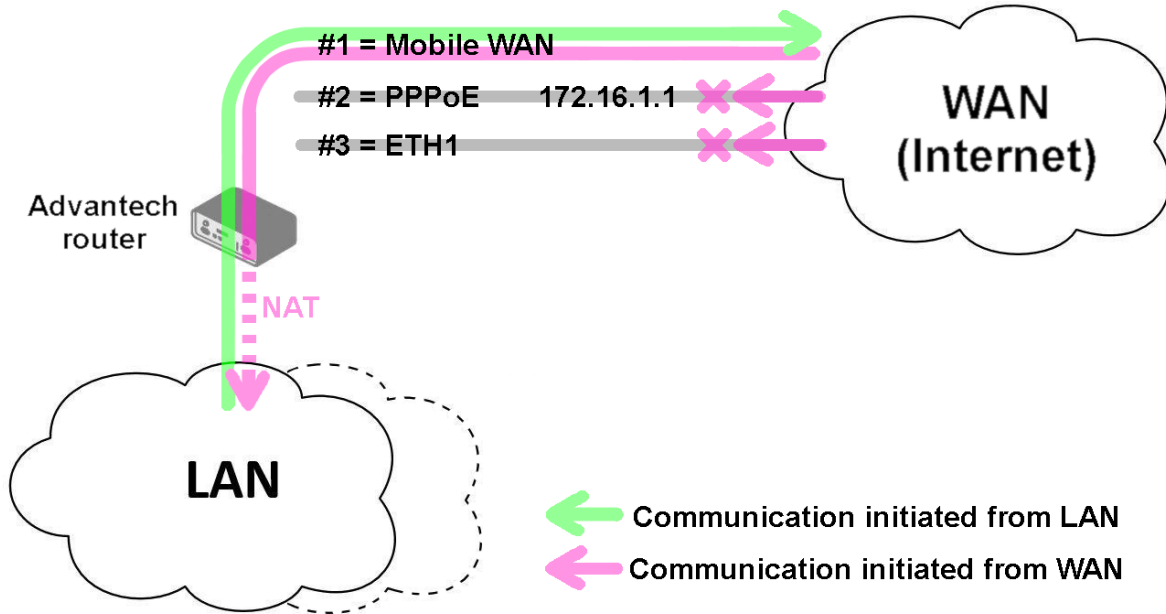 #1 = Mobile WAN
#2 = PPPoE 172.16.1.1
#3 = ETH1
WAN
(Internet)
Advantech
router
NAT
LAN
Communication initiated from LAN
Communication initiated from WAN